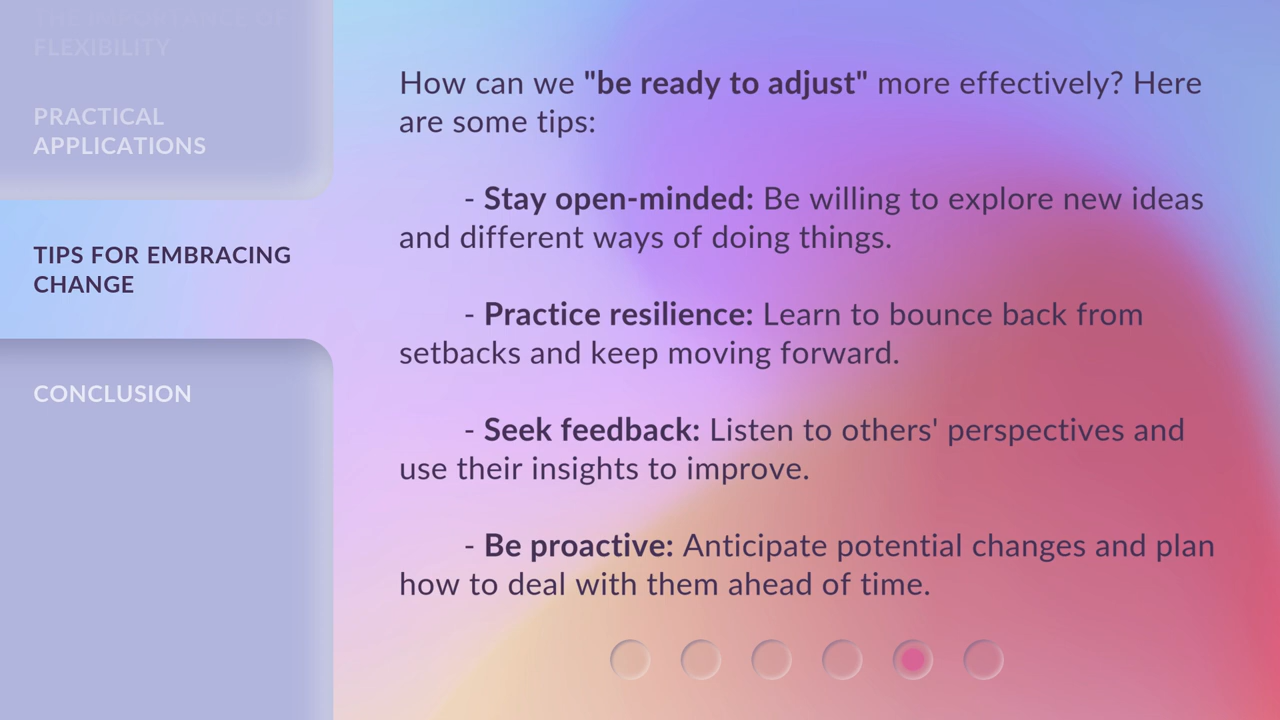 THE IMPORTANCE OF
FLEXIBILITY
PRACTICAL
APPLICATIONS
TIPS FOR EMBRACING
CHANGE
CONCLUSION
How can we "be ready to adjust" more effectively? Here
are some tips:
- Stay open-minded: Be willing to explore new ideas
and different ways of doing things.
- Practice resilience: Learn to bounce back from
setbacks and keep moving forward.
- Seek feedback: Listen to others' perspectives and
use their insights to improve.
- Be proactive: Anticipate potential changes and plan
how to deal with them ahead of time.